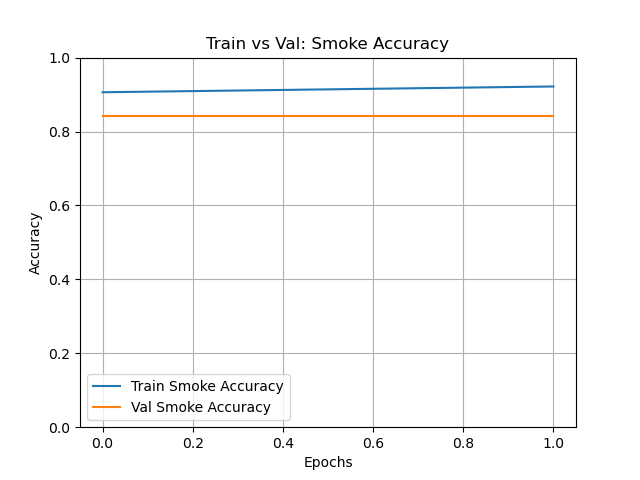 Train vs Val: Smoke Accuracy
1.0
0.8
0.6
0.4
0.2
0.0
Accuracy
Train Smoke Accuracy
Val Smoke Accuracy
0.0 0.2 0.4 0.6 0.8 1.0
Epochs